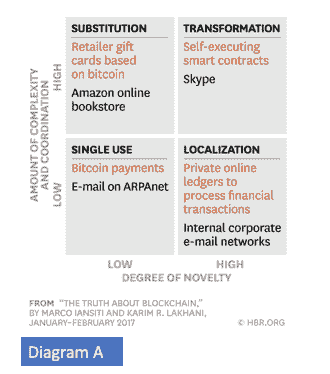 SUBSTITUTION
Retailer gift
cards based
on bitcoin
Amazon online
bookstore
TRANSFORMATION
Self-executing
smart contracts
Skype
SINGLE USE
Bitcoin payments
E-mail on ARPAnet
LOCALIZATION
Private online
ledgers to
process financial
transactions
Internal corporate
e-mail networks
AMOUNT OF COMPLEXITY
AND COORDINATION
HIGH
LOW
LOW
HIGH
DEGREE OF NOVELTY
FROM “THE TRUTH ABOUT BLOCKCHAIN,”
BY MARCO IANSITI AND KARIM R. LAKHANI,
JANUARY–FEBRUARY 2017
© HBR.ORG
Diagram A